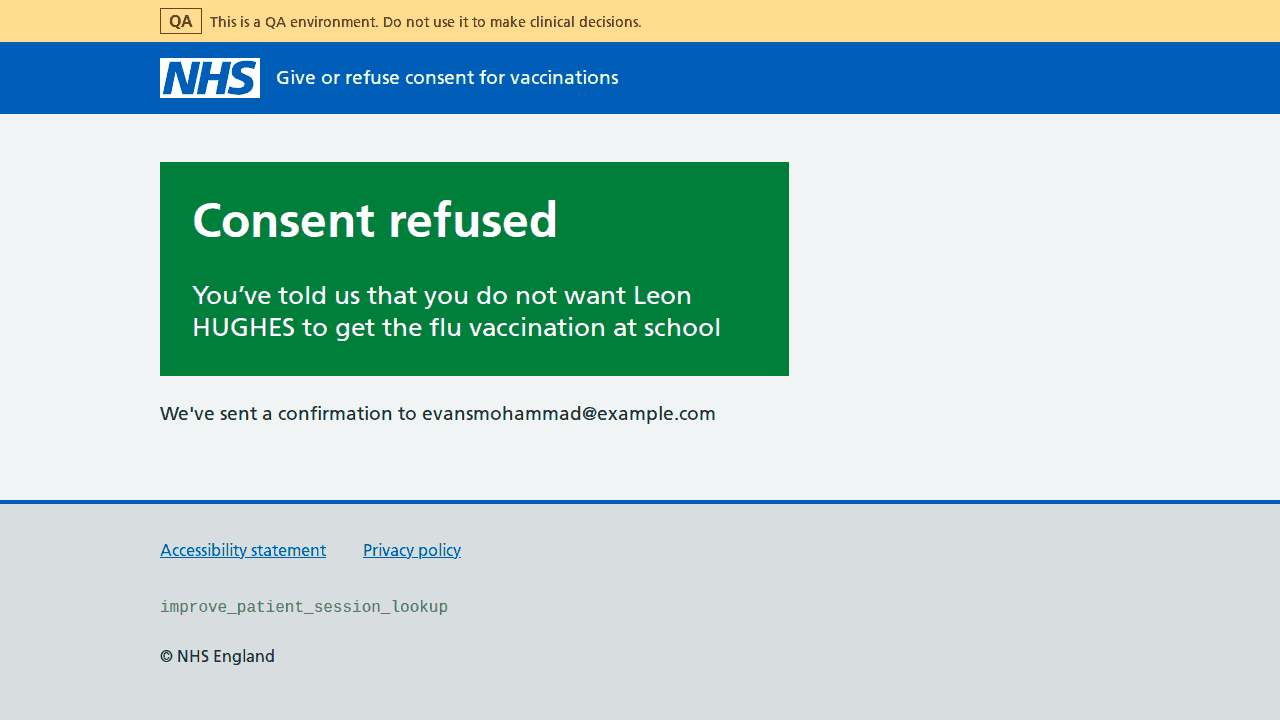 QA This is a QA environment. Do not use it to make clinical decisions.
NHS Give or refuse consent for vaccinations
Consent refused
You’ve told us that you do not want Leon
HUGHES to get the flu vaccination at school
We've sent a confirmation to evansmohammad@example.com
Accessibility statement Privacy policy
improve_patient_session_lookup
© NHS England